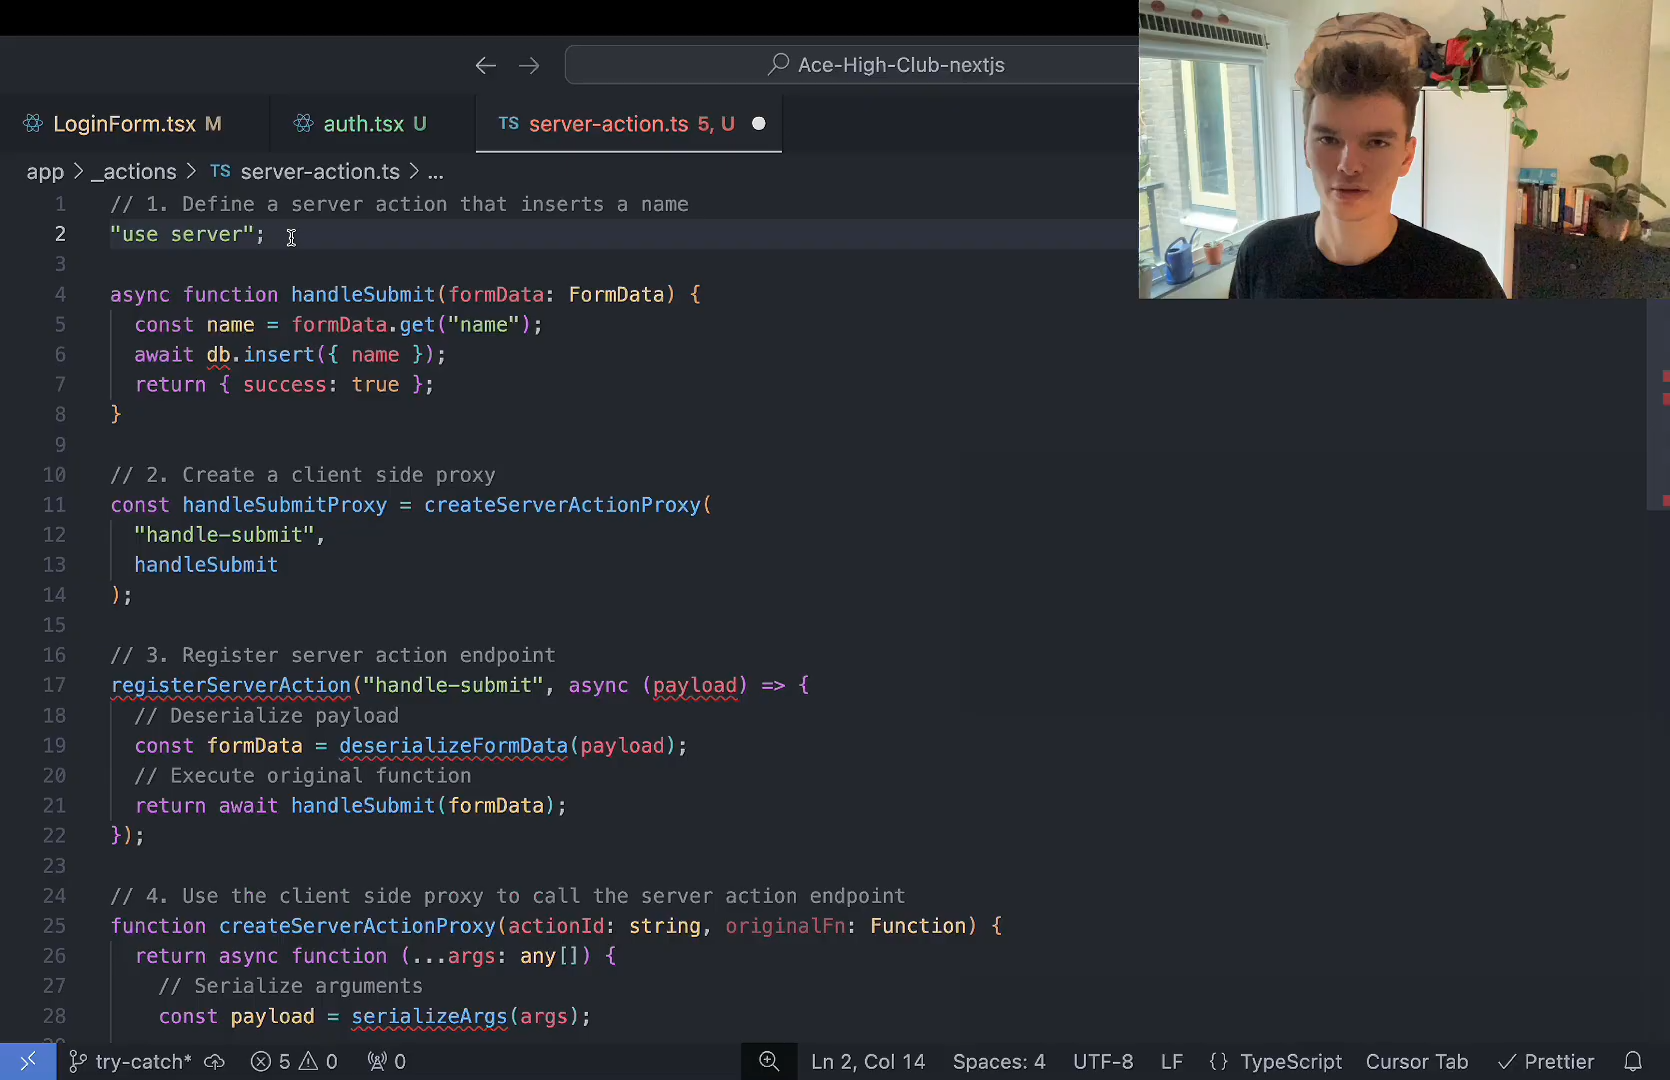 Ace-High-Club-nextjs
LoginForm.tsx M
auth.tsx U
TS server-action.ts 5, U
app > _actions > TS server-action.ts > ...
1 // 1. Define a server action that inserts a name
2 "use server";
3
4 async function handleSubmit(formData: FormData) {
5 const name = formData.get("name");
6 await db.insert({ name });
7 return { success: true };
8 }
9
10 // 2. Create a client side proxy
11 const handleSubmitProxy = createServerActionProxy(
12 "handle-submit",
13 handleSubmit
14 );
15
16 // 3. Register server action endpoint
17 registerServerAction("handle-submit", async (payload) => {
18 // Deserialize payload
19 const formData = deserializeFormData(payload);
20 // Execute original function
21 return await handleSubmit(formData);
22 });
23
24 // 4. Use the client side proxy to call the server action endpoint
25 function createServerActionProxy(actionId: string, originalFn: Function) {
26 return async function (...args: any[]) {
27 // Serialize arguments
28 const payload = serializeArgs(args);
try-catch* 5 0 0 Ln 2, Col 14 Spaces: 4 UTF-8 LF {} TypeScript Cursor Tab Prettier